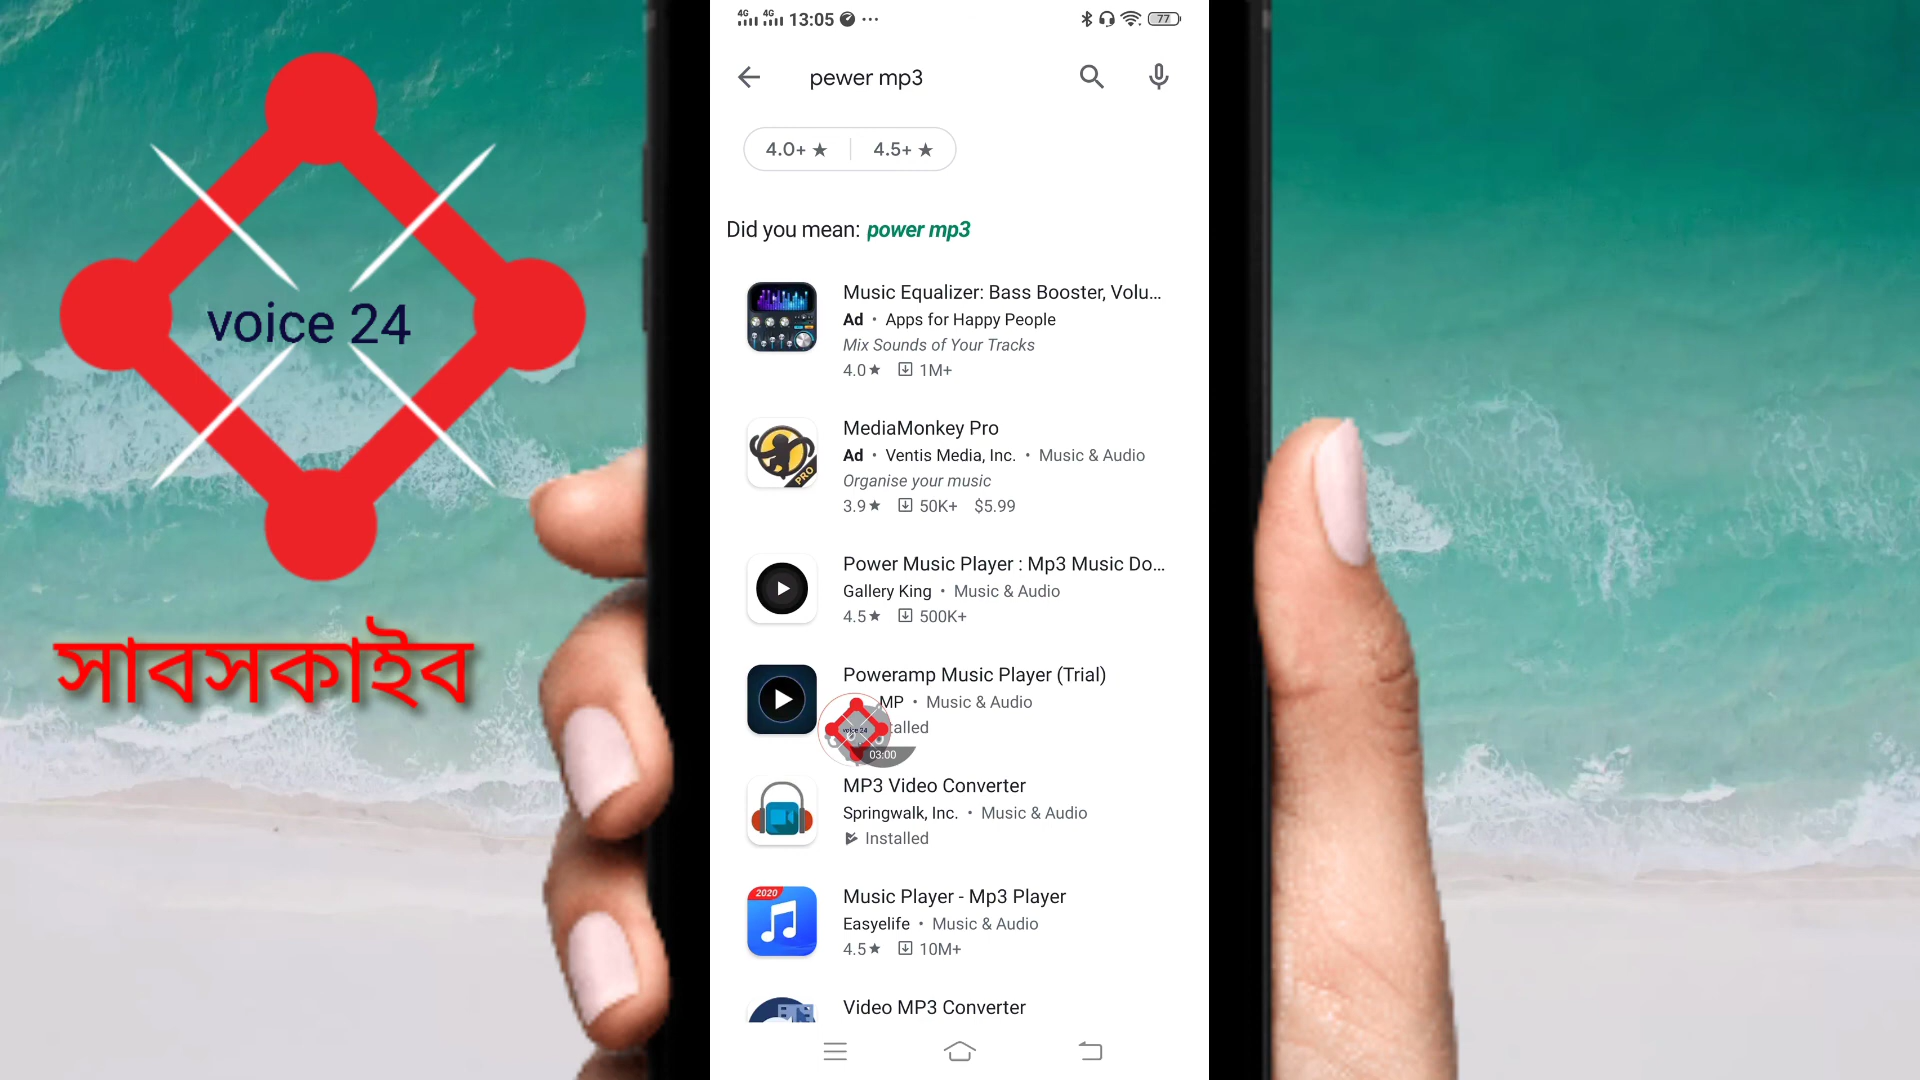 voice 24
সাবসকাইব
4G 4G 13:05 77
pewer mp3
4.0+ ★ 4.5+ ★
Did you mean: power mp3
Music Equalizer: Bass Booster, Volu...
Ad • Apps for Happy People
Mix Sounds of Your Tracks
4.0 ★ 1M+
MediaMonkey Pro
Ad • Ventis Media, Inc. • Music & Audio
Organise your music
3.9 ★ 50K+ $5.99
PRO
Power Music Player : Mp3 Music Do...
Gallery King • Music & Audio
4.5 ★ 500K+
Poweramp Music Player (Trial)
MP • Music & Audio
talled
voice 24
03:00
MP3 Video Converter
Springwalk, Inc. • Music & Audio
Installed
2020
Music Player - Mp3 Player
Easyelife • Music & Audio
4.5 ★ 10M+
Video MP3 Converter